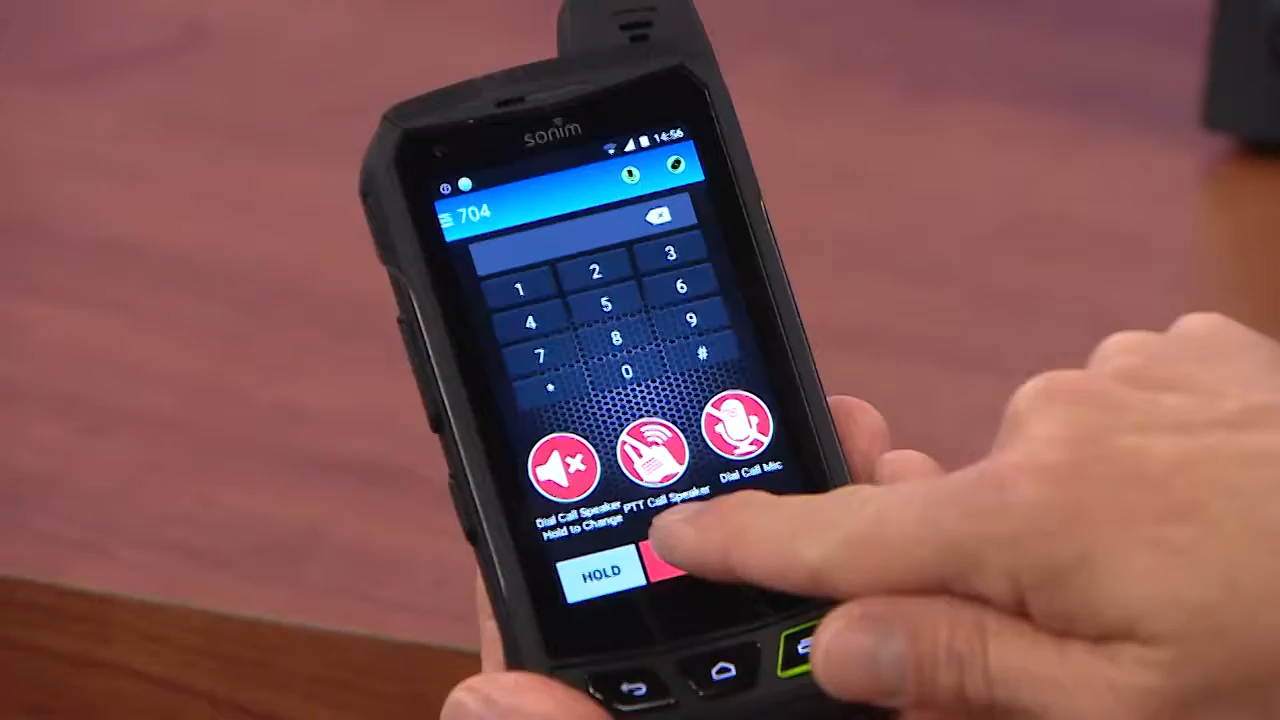 sonim
14:56
704
1 2 3
4 5 6
7 8 9
* 0 #
Dial Call Speaker
Hold to Change
PTT Call Speaker
Dial Call Mic
HOLD